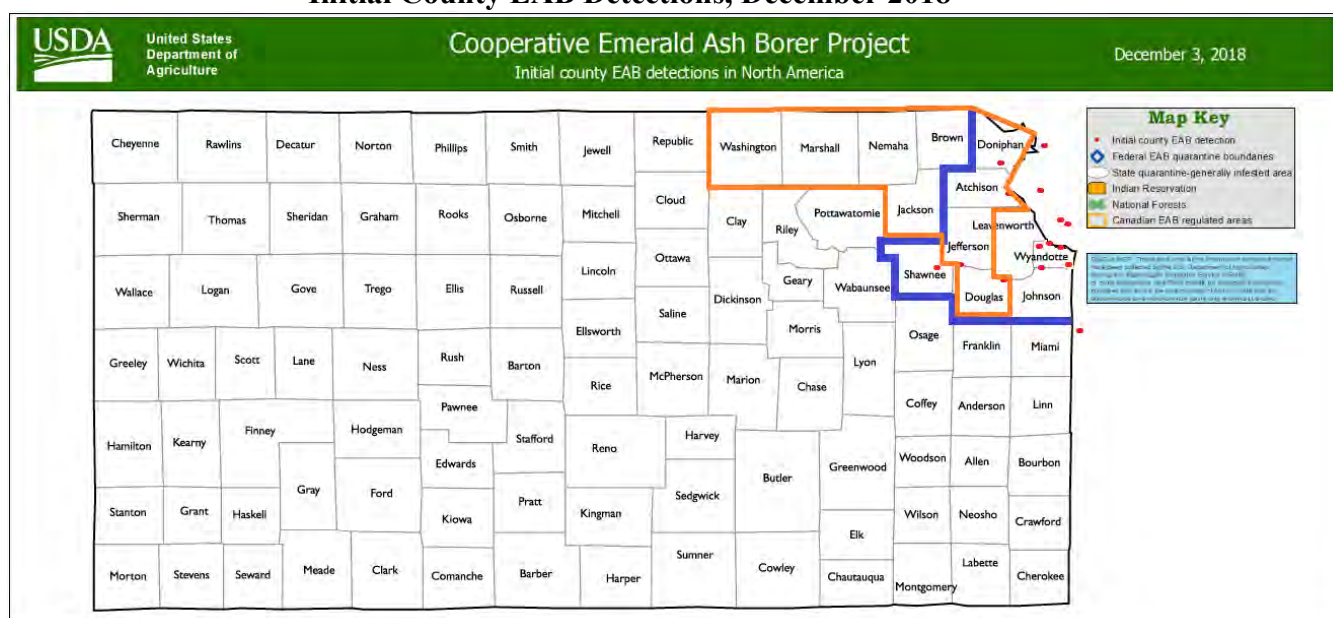 Initial County EAB Detections, December 2018
USDA
United States
Department of
Agriculture
Cooperative Emerald Ash Borer Project
Initial county EAB detections in North America
December 3, 2018
Map Key
Initial county EAB detection
Federal EAB quarantine boundaries
State quarantine-generally infested area
Indian Reservation
National Forests
Canadian EAB regulated areas
Cheyenne
Rawlins
Decatur
Norton
Phillips
Smith
Jewell
Republic
Washington
Marshall
Nemaha
Brown
Doniphan
Sherman
Thomas
Sheridan
Graham
Rooks
Osborne
Mitchell
Cloud
Clay
Riley
Pottawatomie
Jackson
Atchison
Leavenworth
Jefferson
Wyandotte
Wallace
Logan
Gove
Trego
Ellis
Russell
Lincoln
Ottawa
Dickinson
Geary
Wabaunsee
Shawnee
Douglas
Johnson
Ellsworth
Saline
Morris
Osage
Franklin
Miami
Greeley
Wichita
Scott
Lane
Ness
Rush
Barton
Rice
McPherson
Marion
Chase
Lyon
Coffey
Anderson
Linn
Hamilton
Kearny
Finney
Hodgeman
Pawnee
Edwards
Stafford
Reno
Harvey
Sedgwick
Butler
Greenwood
Woodson
Allen
Bourbon
Stanton
Grant
Haskell
Gray
Ford
Kiowa
Pratt
Kingman
Elk
Wilson
Neosho
Crawford
Morton
Stevens
Seward
Meade
Clark
Comanche
Barber
Harper
Sumner
Cowley
Chautauqua
Montgomery
Labette
Cherokee